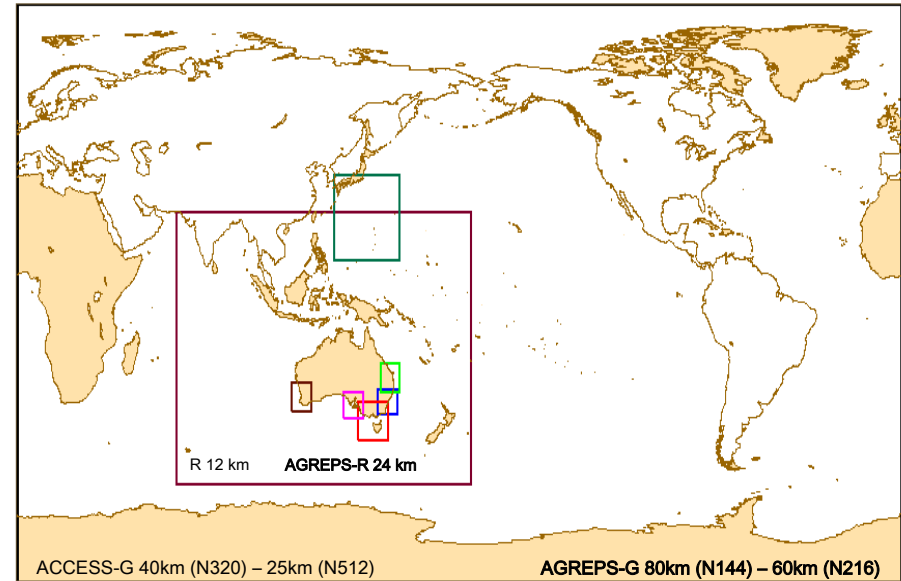 R 12 km
AGREPS-R 24 km
ACCESS-G 40km (N320) – 25km (N512)
AGREPS-G 80km (N144) – 60km (N216)